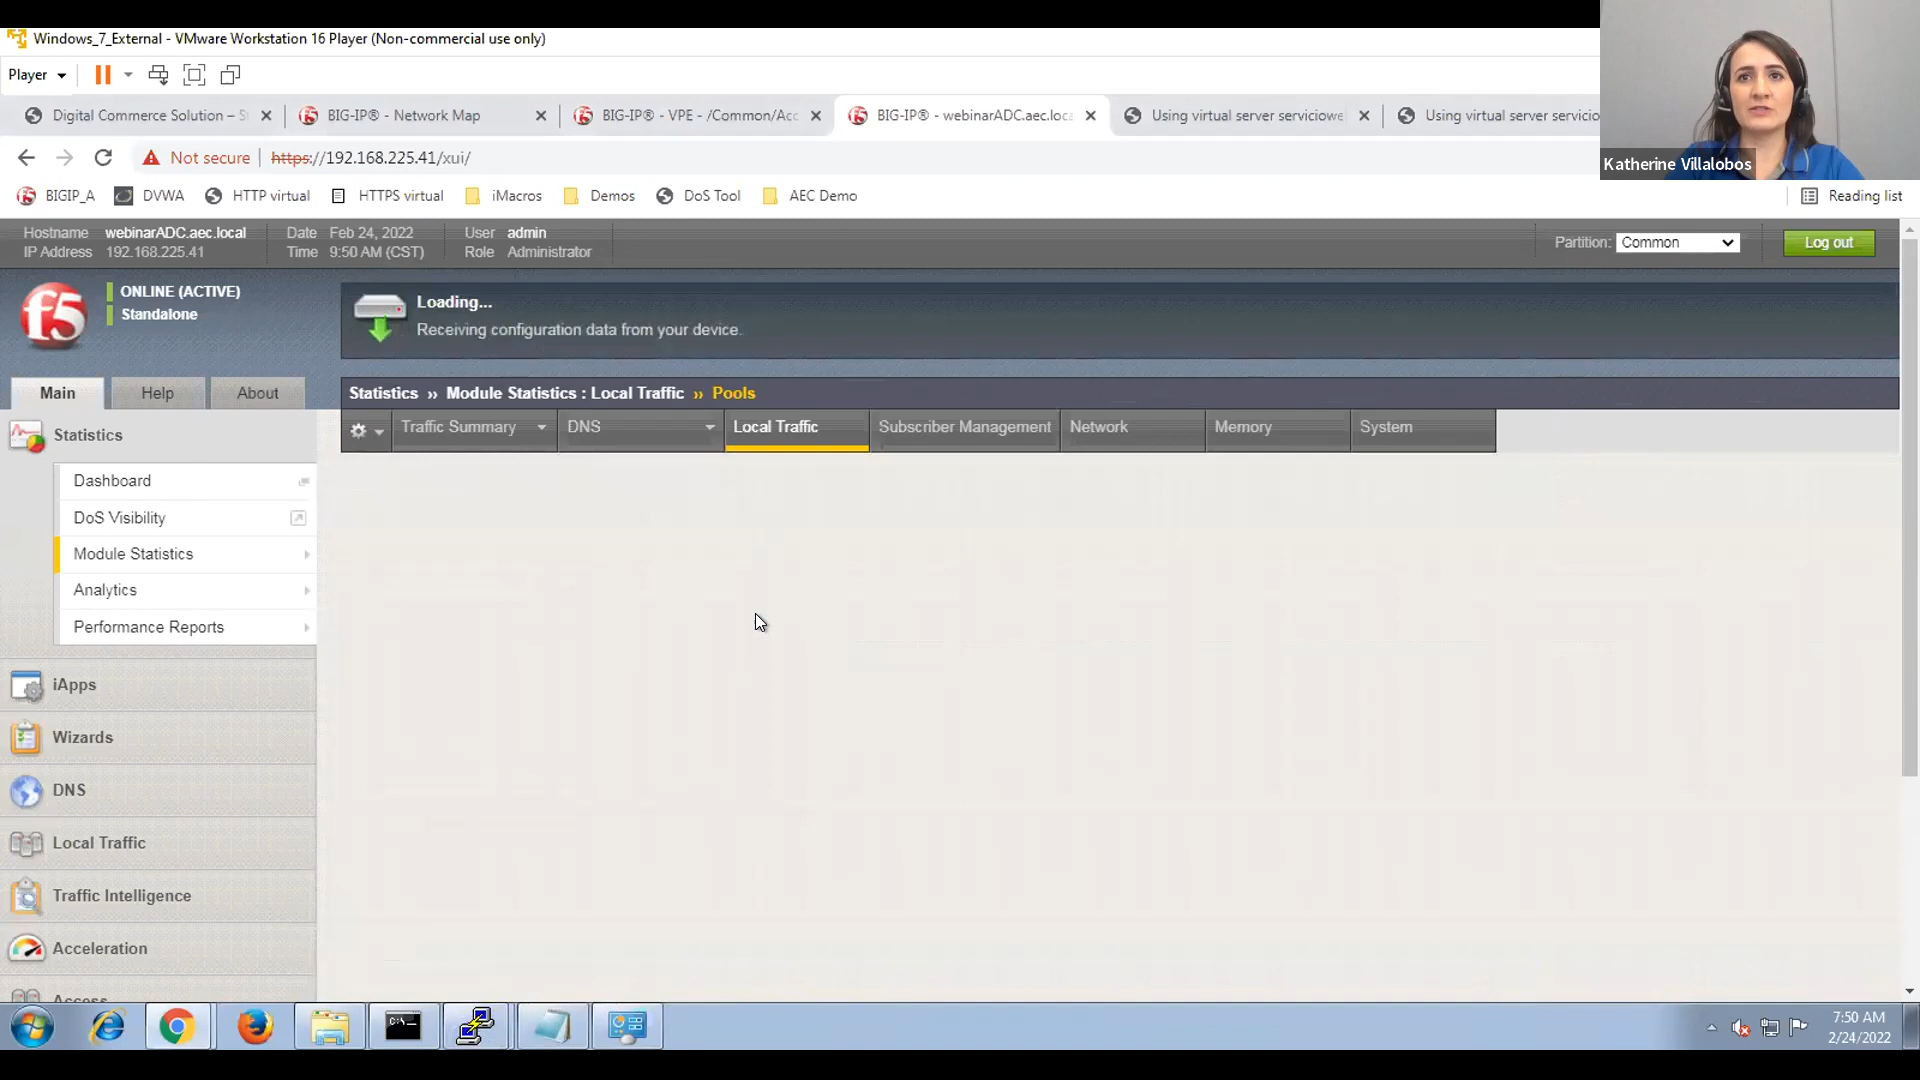 Windows_7_External - VMware Workstation 16 Player (Non-commercial use only)
Player
Digital Commerce Solution – S
BIG-IP® - Network Map
BIG-IP® - VPE - /Common/Acc
BIG-IP® - webinarADC.aec.loca
Using virtual server serviciowe
Using virtual server servicio
Katherine Villalobos
Not secure
https://192.168.225.41/xui/
BIGIP_A
DVWA
HTTP virtual
HTTPS virtual
iMacros
Demos
DoS Tool
AEC Demo
Reading list
Hostname webinarADC.aec.local
IP Address 192.168.225.41
Date Feb 24, 2022
Time 9:50 AM (CST)
User admin
Role Administrator
Partition: Common
Log out
f5
ONLINE (ACTIVE)
Standalone
Loading...
Receiving configuration data from your device.
Main
Help
About
Statistics » Module Statistics : Local Traffic » Pools
Traffic Summary
DNS
Local Traffic
Subscriber Management
Network
Memory
System
Statistics
Dashboard
DoS Visibility
Module Statistics
Analytics
Performance Reports
iApps
Wizards
DNS
Local Traffic
Traffic Intelligence
Acceleration
Access
C:\_
7:50 AM
2/24/2022